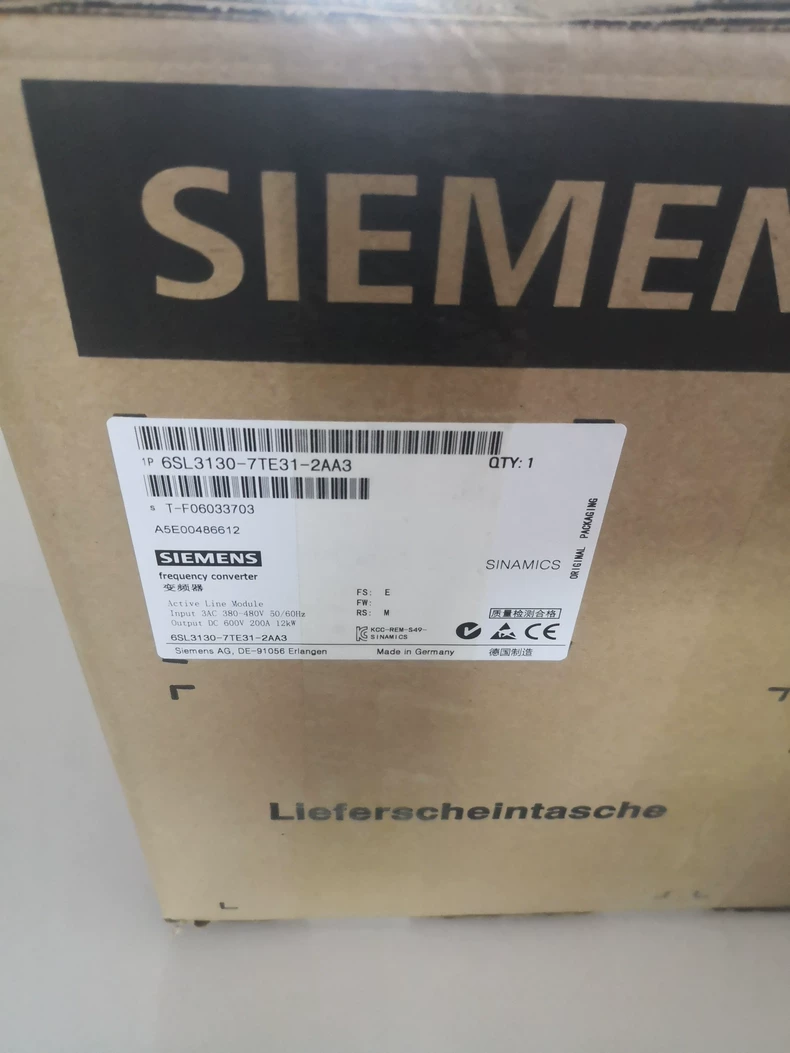 SIEMEN
1P 6SL3130-7TE31-2AA3
QTY: 1
S T-F06033703
A5E00486612
SIEMENS
SINAMICS
ORIGINAL PACKAGING
frequency converter
变频器
Active Line Module
Input 3AC 380-480V 50/60Hz
Output DC 600V 200A 12kW
6SL3130-7TE31-2AA3
FS: E
FW:
RS: M
KCC-REM-S49-
SINAMICS
质量检测合格
CE
Siemens AG, DE-91056 Erlangen
Made in Germany
德国制造
Lieferscheintasche